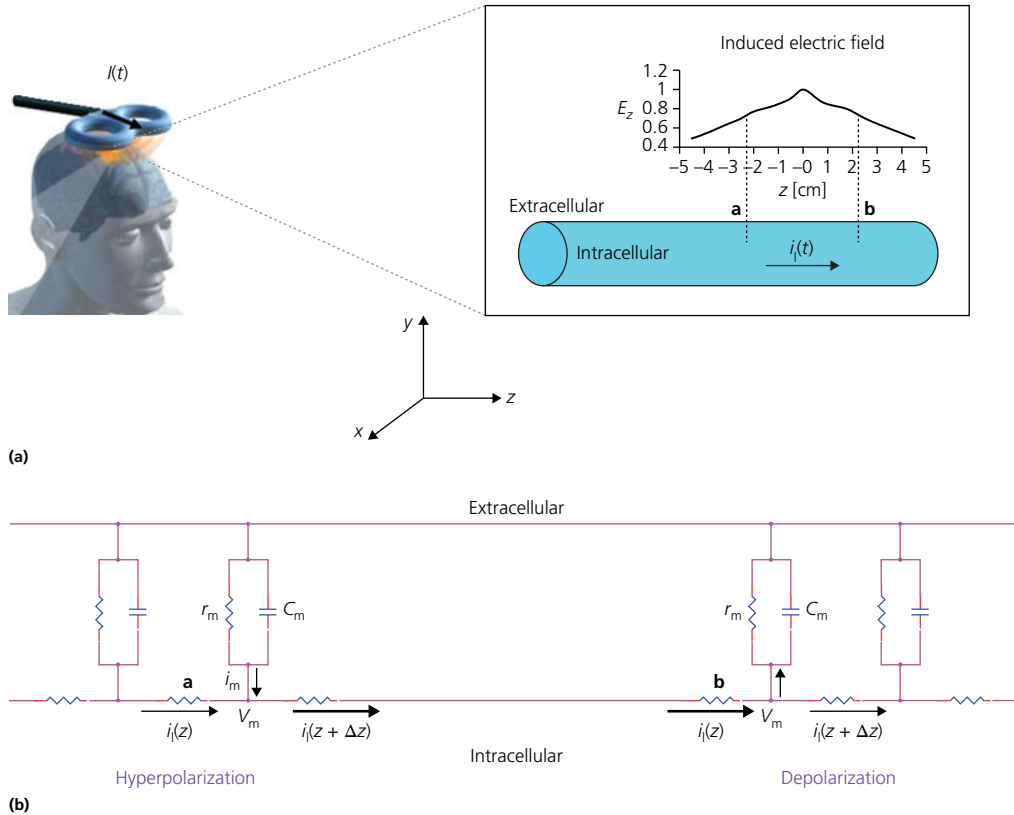 I(t)
Induced electric field
1.2
1
0.8
0.6
0.4
E_z
–5 –4 –3 –2 –1 –0 1 2 3 4 5
z [cm]
Extracellular
a
b
Intracellular
i_l(t)
y
z
x
(a)
Extracellular
r_m
C_m
r_m
C_m
a
i_m
b
V_m
V_m
i_l(z)
i_l(z + Δz)
i_l(z)
i_l(z + Δz)
Intracellular
Hyperpolarization
Depolarization
(b)